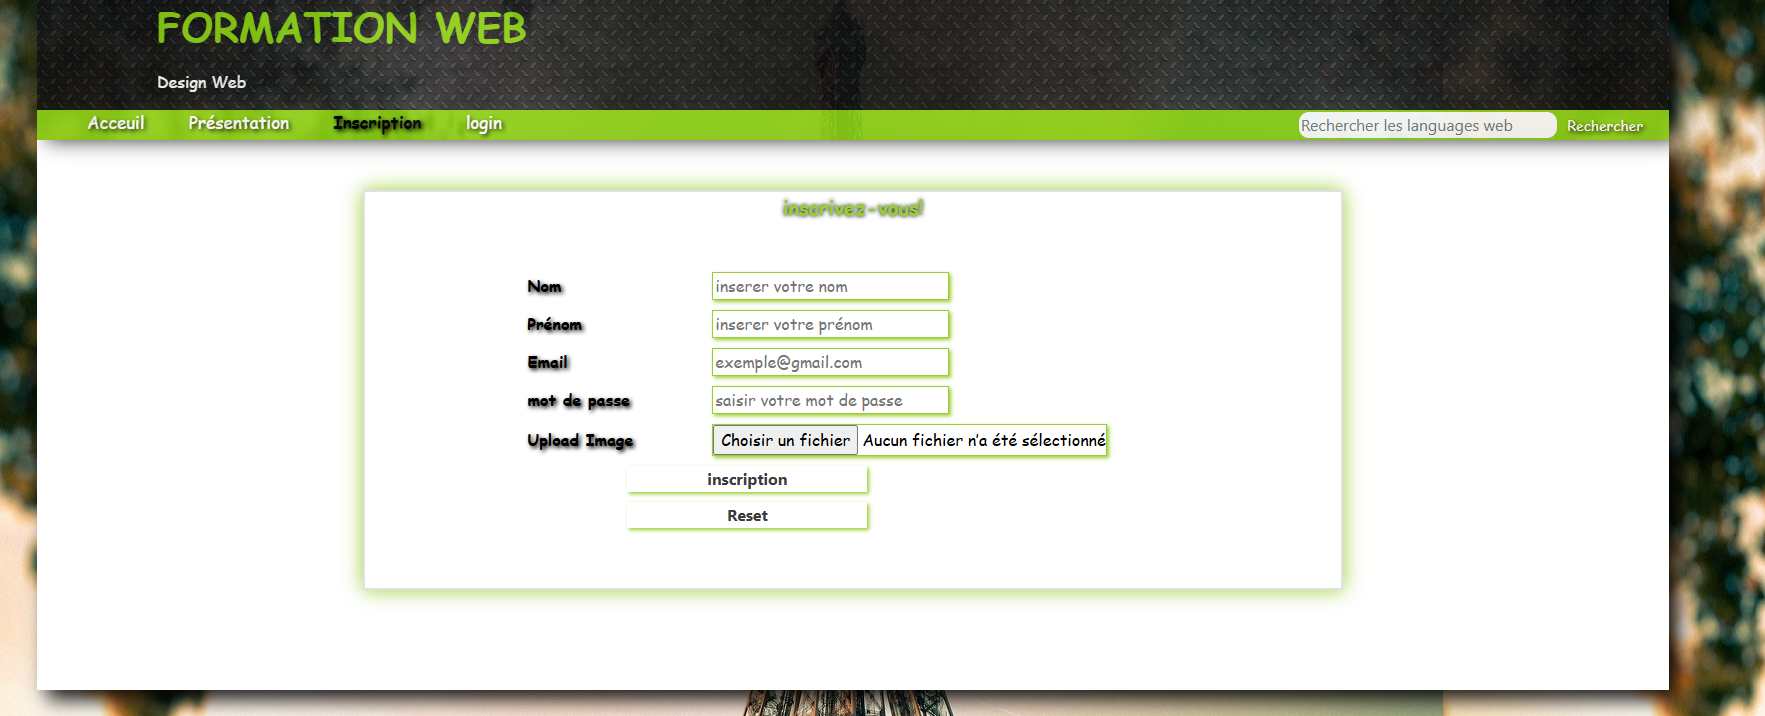 FORMATION WEB
Design Web
Acceuil Présentation Inscription login Rechercher les languages web Rechercher
inscrivez-vous!
Nom inserer votre nom
Prénom inserer votre prénom
Email exemple@gmail.com
mot de passe saisir votre mot de passe
Upload Image Choisir un fichier Aucun fichier n'a été sélectionné
inscription
Reset